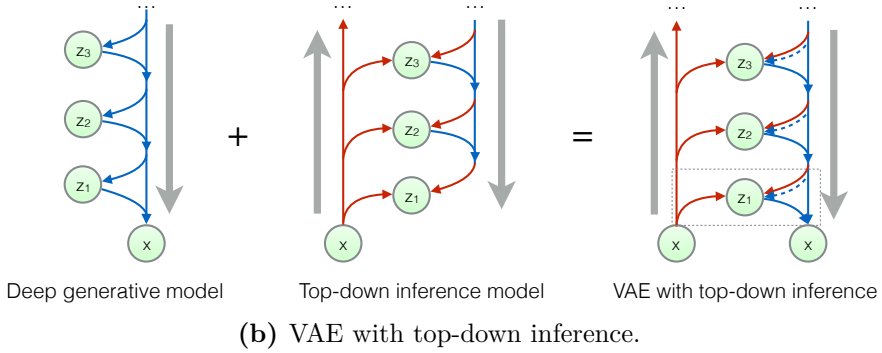 ... ... ... ... ...
z3 z3 z3
z2 + z2 = z2
z1 z1 z1
x x x x
Deep generative model Top-down inference model VAE with top-down inference
(b) VAE with top-down inference.